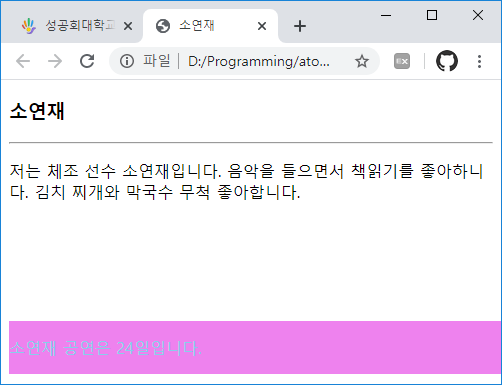 성공회대학교
소연재
파일
D:/Programming/ato...
EX
소연재
저는 체조 선수 소연재입니다. 음악을 들으면서 책읽기를 좋아하니
다. 김치 찌개와 막국수 무척 좋아합니다.
소연재 공연은 24일입니다.